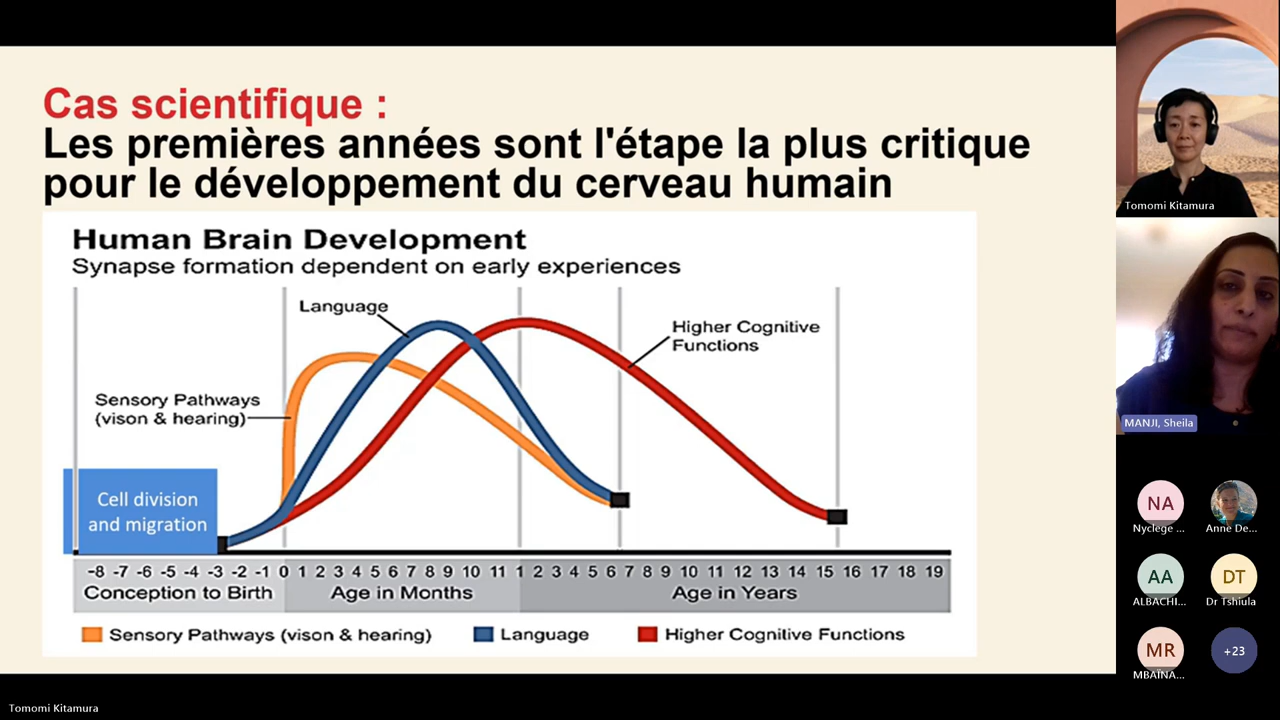 Cas scientifique :
Les premières années sont l'étape la plus critique
pour le développement du cerveau humain
Human Brain Development
Synapse formation dependent on early experiences
Language
Higher Cognitive
Functions
Sensory Pathways
(vison & hearing)
Cell division
and migration
-8 -7 -6 -5 -4 -3 -2 -1 0 1 2 3 4 5 6 7 8 9 10 11 1 2 3 4 5 6 7 8 9 10 11 12 13 14 15 16 17 18 19
Conception to Birth Age in Months Age in Years
Sensory Pathways (vison & hearing) Language Higher Cognitive Functions
Tomomi Kitamura
MANJI, Sheila
NA
Nyclege ...
Anne De...
AA DT
ALBACHI... Dr Tshiula
MR +23
MBAÏNA...
Tomomi Kitamura